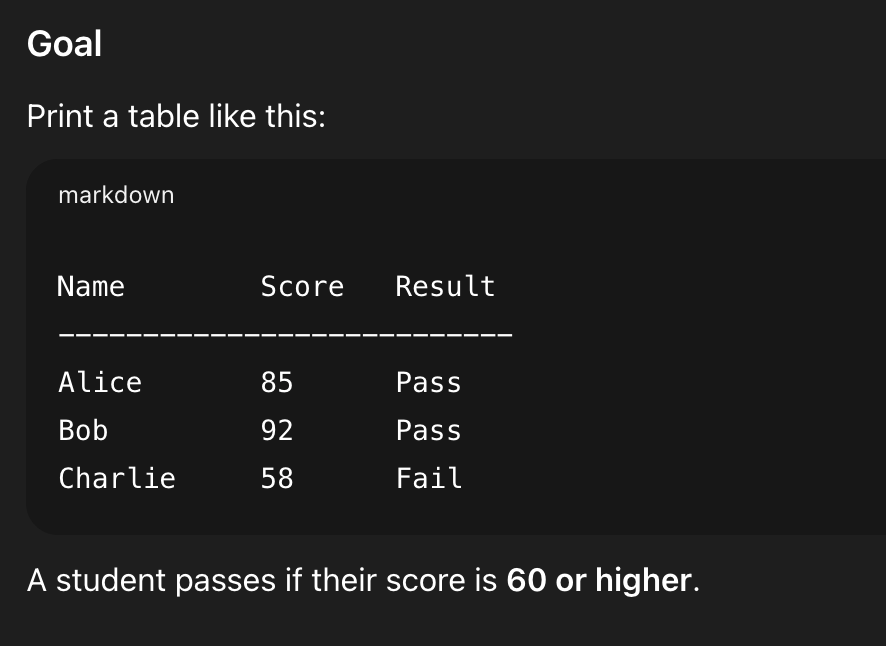 Goal
Print a table like this:
markdown
Name        Score   Result
---------------------------
Alice       85      Pass
Bob         92      Pass
Charlie     58      Fail
A student passes if their score is 60 or higher.